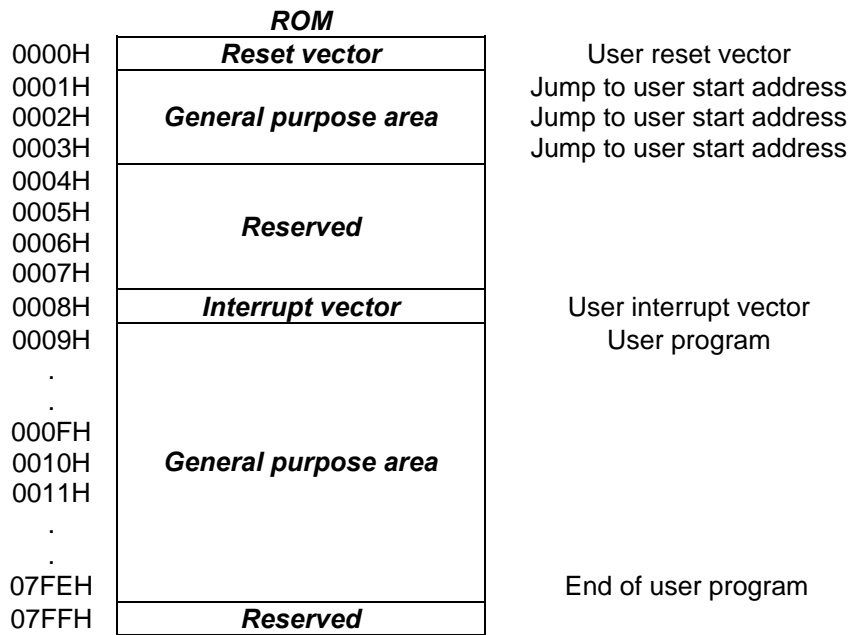 ROM
0000H Reset vector User reset vector
0001H Jump to user start address
0002H General purpose area Jump to user start address
0003H Jump to user start address
0004H
0005H
Reserved
0006H
0007H
0008H Interrupt vector User interrupt vector
0009H User program
.
.
000FH
0010H General purpose area
0011H
.
.
07FEH End of user program
07FFH Reserved